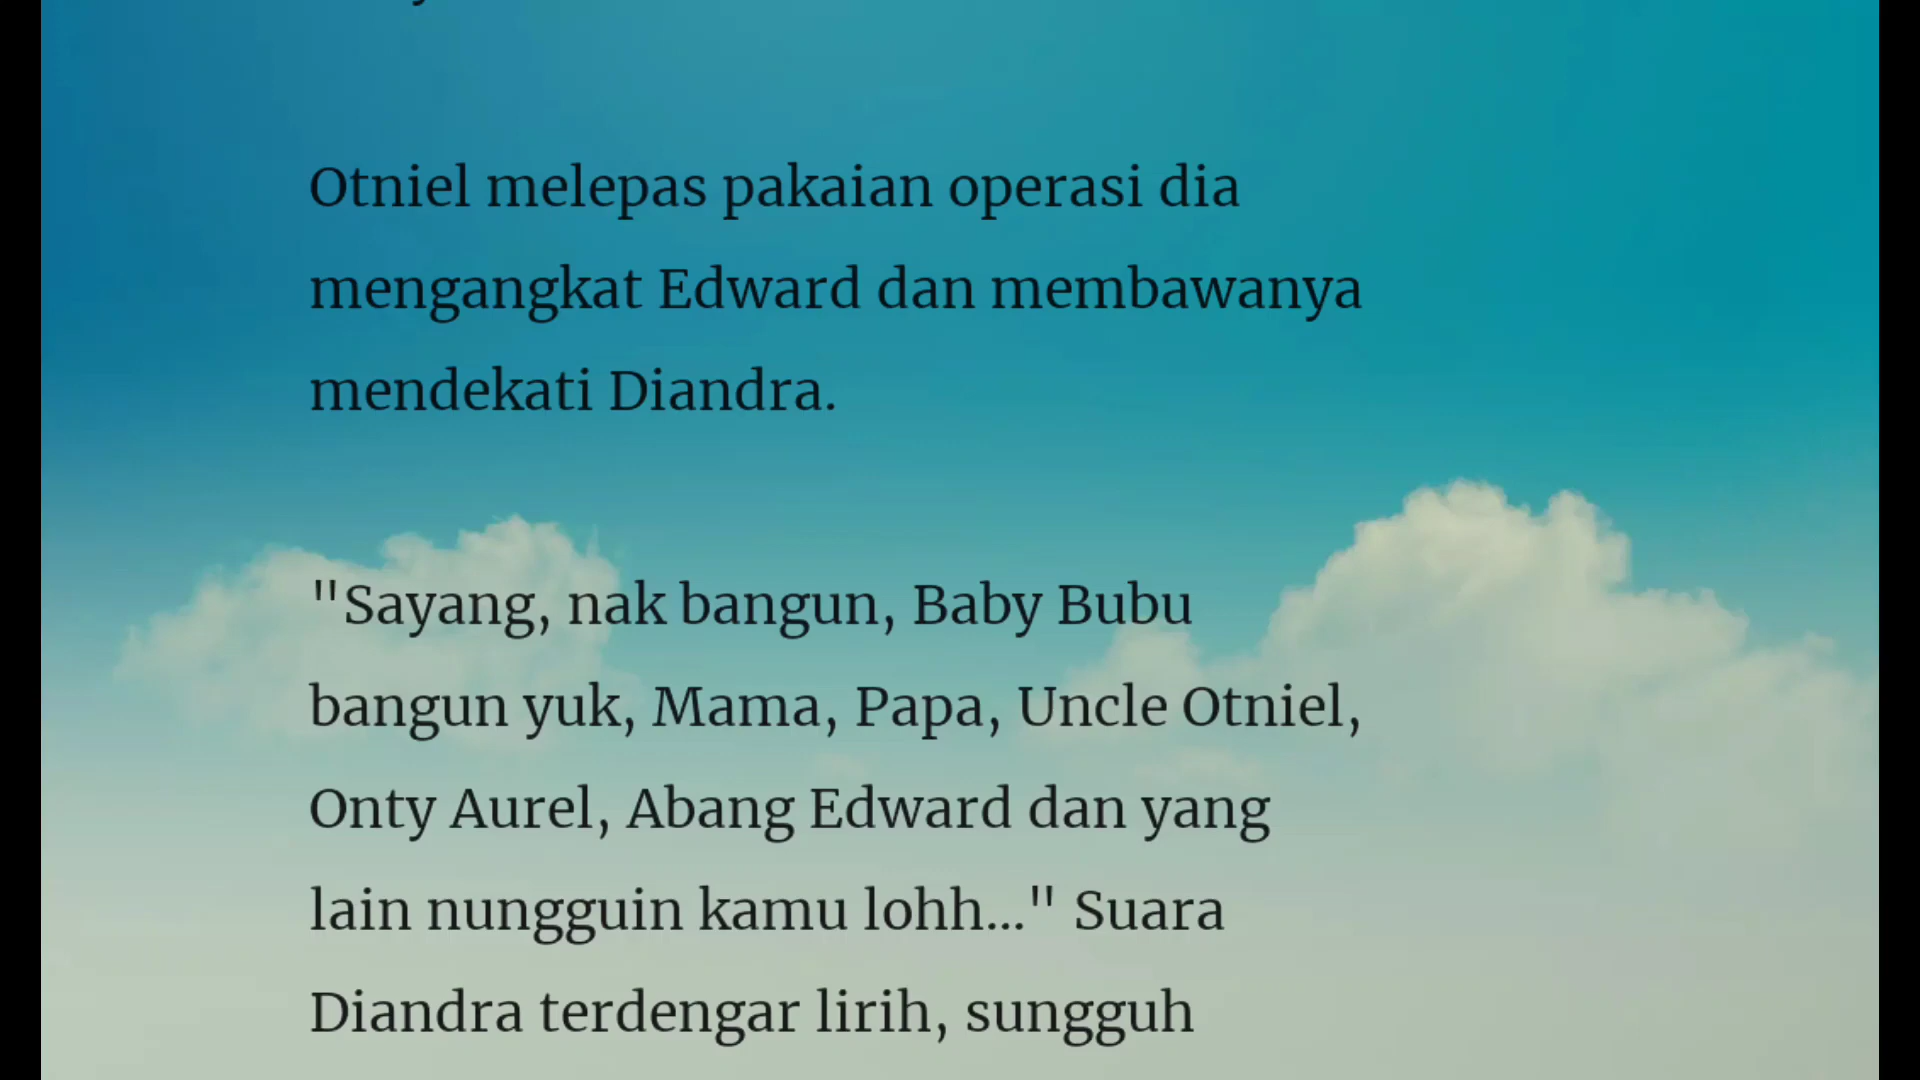 Otniel melepas pakaian operasi dia
mengangkat Edward dan membawanya
mendekati Diandra.
"Sayang, nak bangun, Baby Bubu
bangun yuk, Mama, Papa, Uncle Otniel,
Onty Aurel, Abang Edward dan yang
lain nungguin kamu lohh..." Suara
Diandra terdengar lirih, sungguh